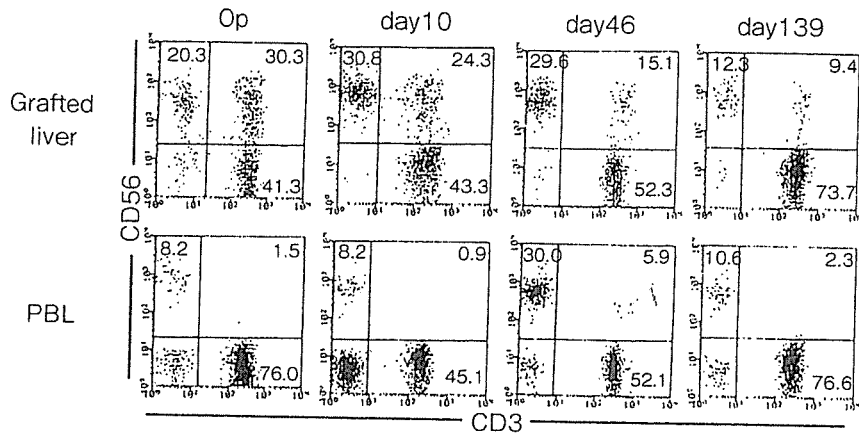 Op day10 day46 day139
Grafted liver
20.3 30.3 30.8 24.3 29.6 15.1 12.3 9.4
41.3 43.3 52.3 73.7
CD56
PBL
8.2 1.5 8.2 0.9 30.0 5.9 10.6 2.3
76.0 45.1 52.1 76.6
CD3